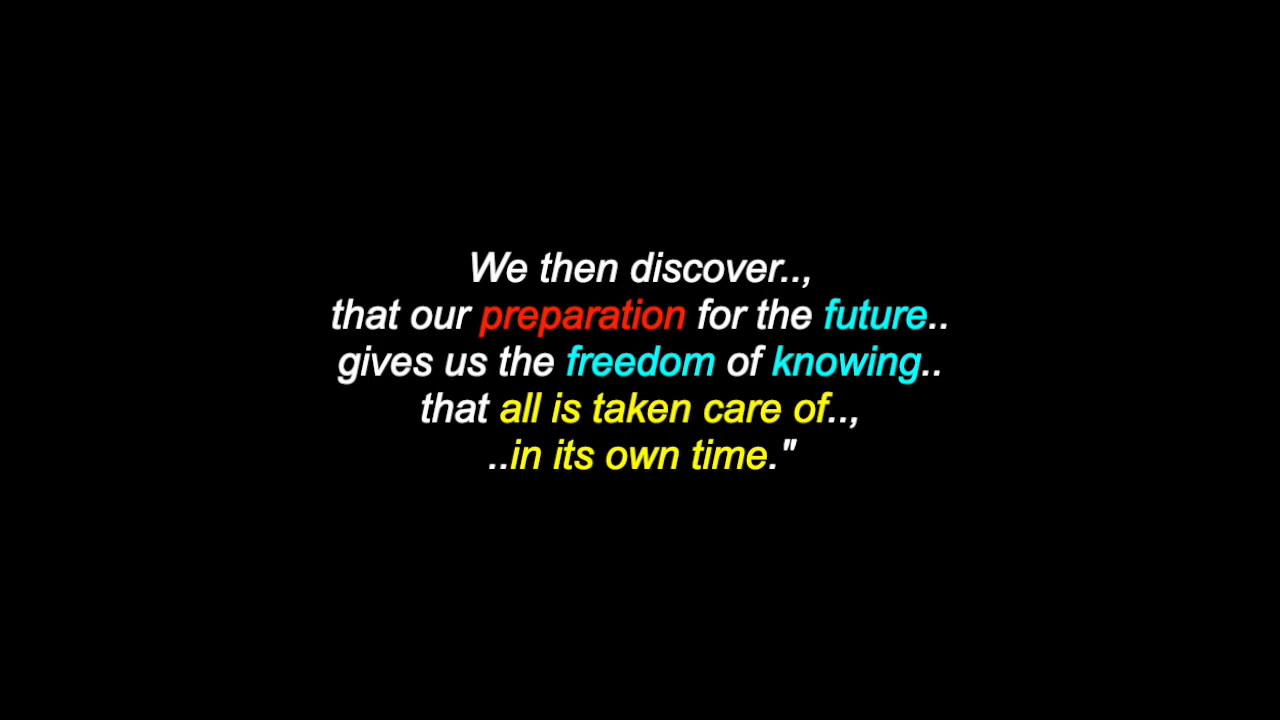 We then discover..,
that our preparation for the future..
gives us the freedom of knowing..
that all is taken care of..,
..in its own time."